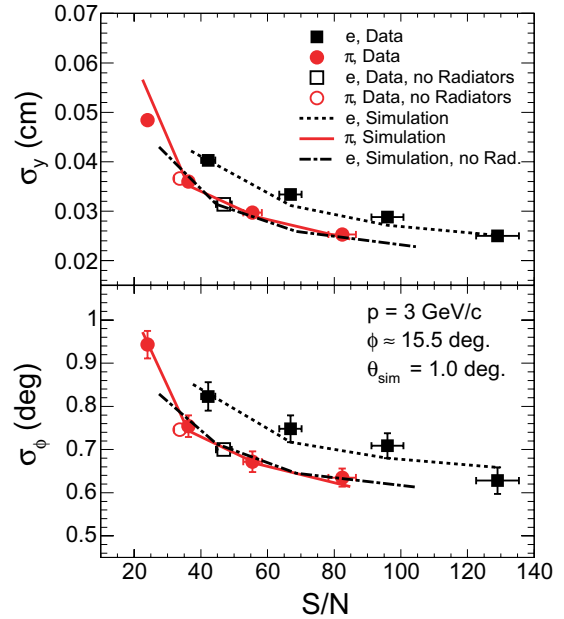 0.07
0.06
0.05
0.04
0.03
0.02
σy (cm)
e, Data
π, Data
e, Data, no Radiators
π, Data, no Radiators
e, Simulation
π, Simulation
e, Simulation, no Rad.
1
0.9
0.8
0.7
0.6
0.5
σϕ (deg)
p = 3 GeV/c
ϕ ≈ 15.5 deg.
θsim = 1.0 deg.
20 40 60 80 100 120 140
S/N